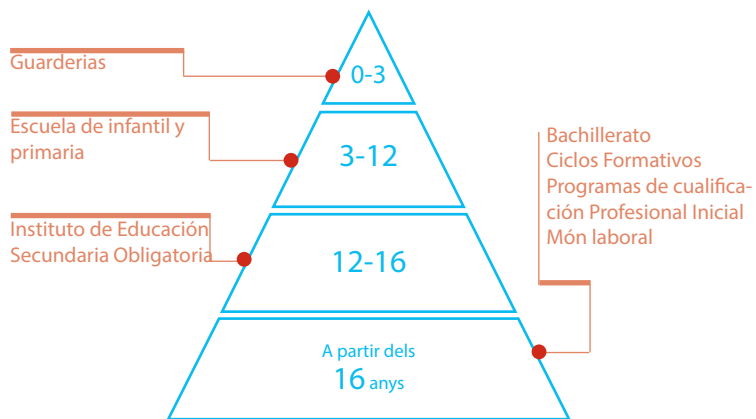 Guarderias
0-3
Escuela de infantil y
primaria
3-12
Instituto de Educación
Secundaria Obligatoria
12-16
Bachillerato
Ciclos Formativos
Programas de cualifica-
ción Profesional Inicial
Món laboral
A partir dels
16 anys